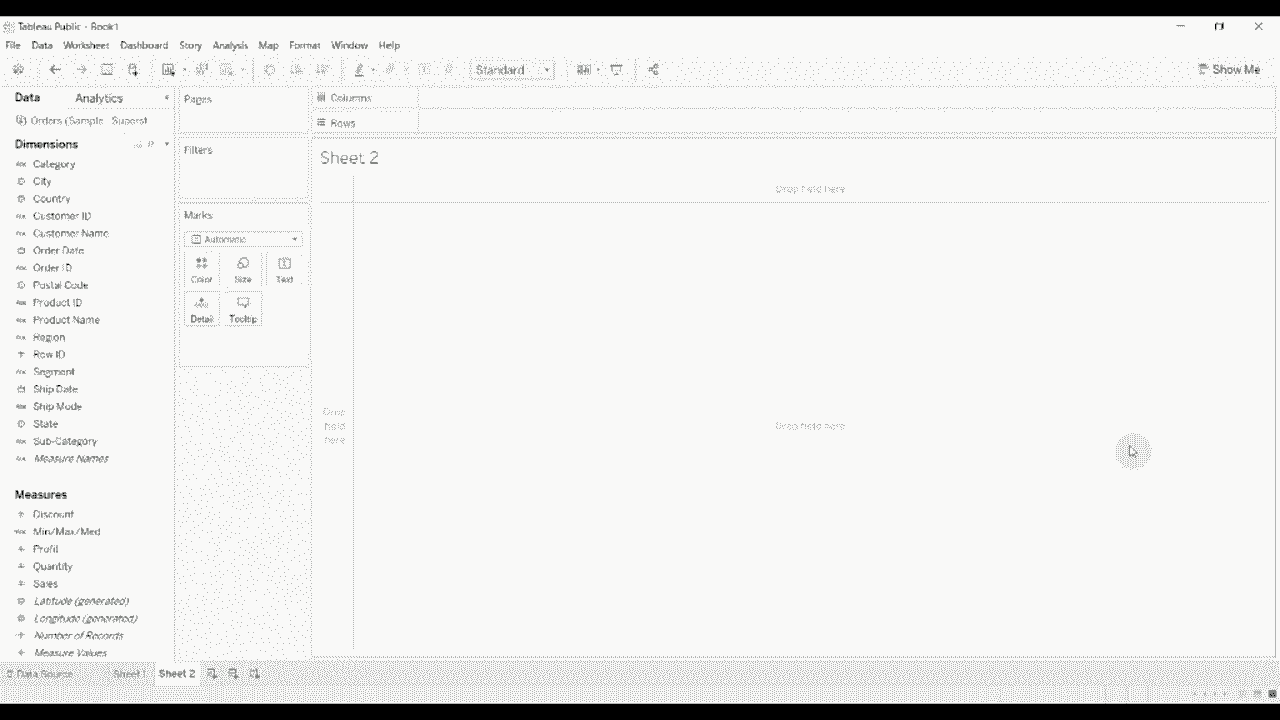 Tableau Public - Book1
File Data Worksheet Dashboard Story Analysis Map Format Window Help
Standard
Show Me
Data Analytics
Orders (Sample - Superst
Dimensions
Category
City
Country
Customer ID
Customer Name
Order Date
Order ID
Postal Code
Product ID
Product Name
Region
Row ID
Segment
Ship Date
Ship Mode
State
Sub-Category
Measure Names
Measures
Discount
Min/Max/Med
Profit
Quantity
Sales
Latitude (generated)
Longitude (generated)
Number of Records
Measure Values
Pages
Filters
Marks
Automatic
Color Size Text
Detail Tooltip
Columns
Rows
Sheet 2
Drop field here
Drop
field
here
Drop field here
Data Source Sheet 1 Sheet 2